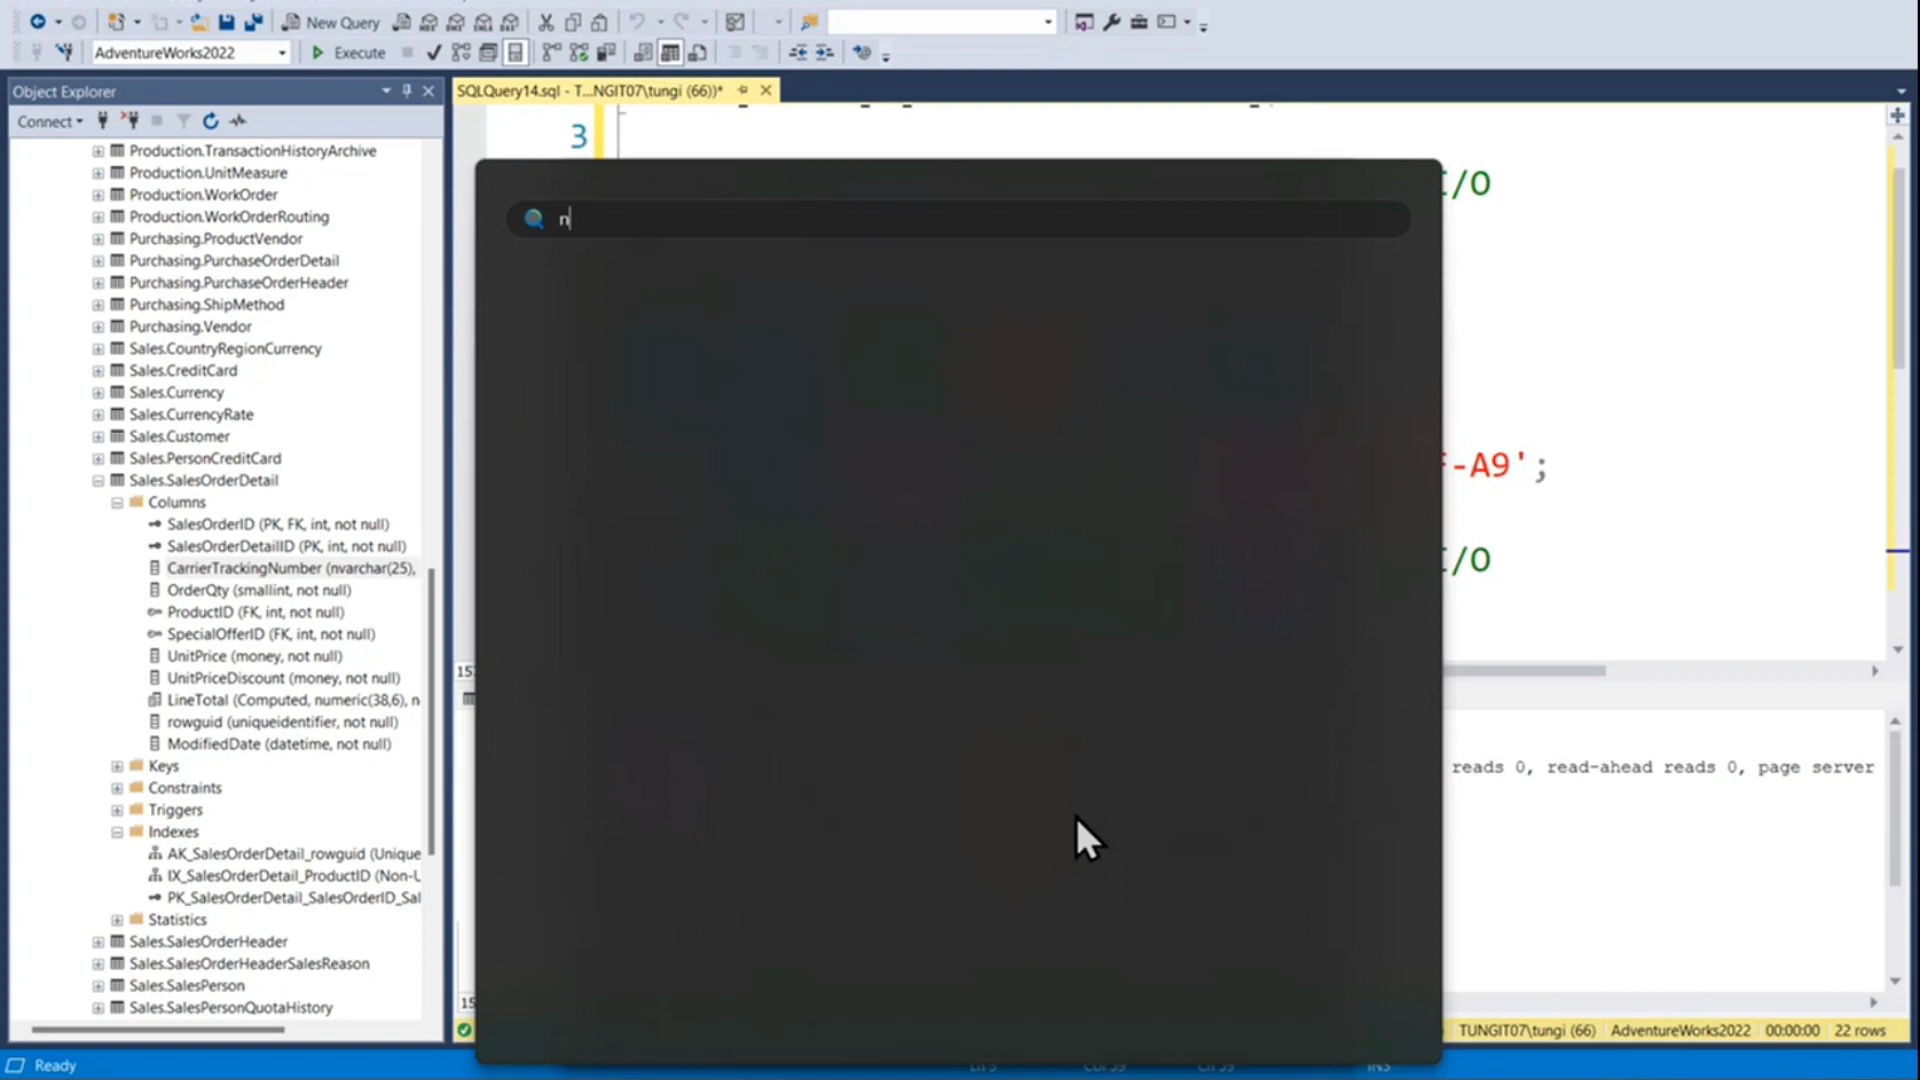 New Query
AdventureWorks2022
Execute
Object Explorer
Connect
Production.TransactionHistoryArchive
Production.UnitMeasure
Production.WorkOrder
Production.WorkOrderRouting
Purchasing.ProductVendor
Purchasing.PurchaseOrderDetail
Purchasing.PurchaseOrderHeader
Purchasing.ShipMethod
Purchasing.Vendor
Sales.CountryRegionCurrency
Sales.CreditCard
Sales.Currency
Sales.CurrencyRate
Sales.Customer
Sales.PersonCreditCard
Sales.SalesOrderDetail
Columns
SalesOrderID (PK, FK, int, not null)
SalesOrderDetailID (PK, int, not null)
CarrierTrackingNumber (nvarchar(25),
OrderQty (smallint, not null)
ProductID (FK, int, not null)
SpecialOfferID (FK, int, not null)
UnitPrice (money, not null)
UnitPriceDiscount (money, not null)
LineTotal (Computed, numeric(38,6), n
rowguid (uniqueidentifier, not null)
ModifiedDate (datetime, not null)
Keys
Constraints
Triggers
Indexes
AK_SalesOrderDetail_rowguid (Unique
IX_SalesOrderDetail_ProductID (Non-U
PK_SalesOrderDetail_SalesOrderID_Sal
Statistics
Sales.SalesOrderHeader
Sales.SalesOrderHeaderSalesReason
Sales.SalesPerson
Sales.SalesPersonQuotaHistory
SQLQuery14.sql - T...NGIT07\tungi (66))*
3
n
/O
-A9';
/O
reads 0, read-ahead reads 0, page server
TUNGIT07\tungi (66) AdventureWorks2022 00:00:00 22 rows
Ready